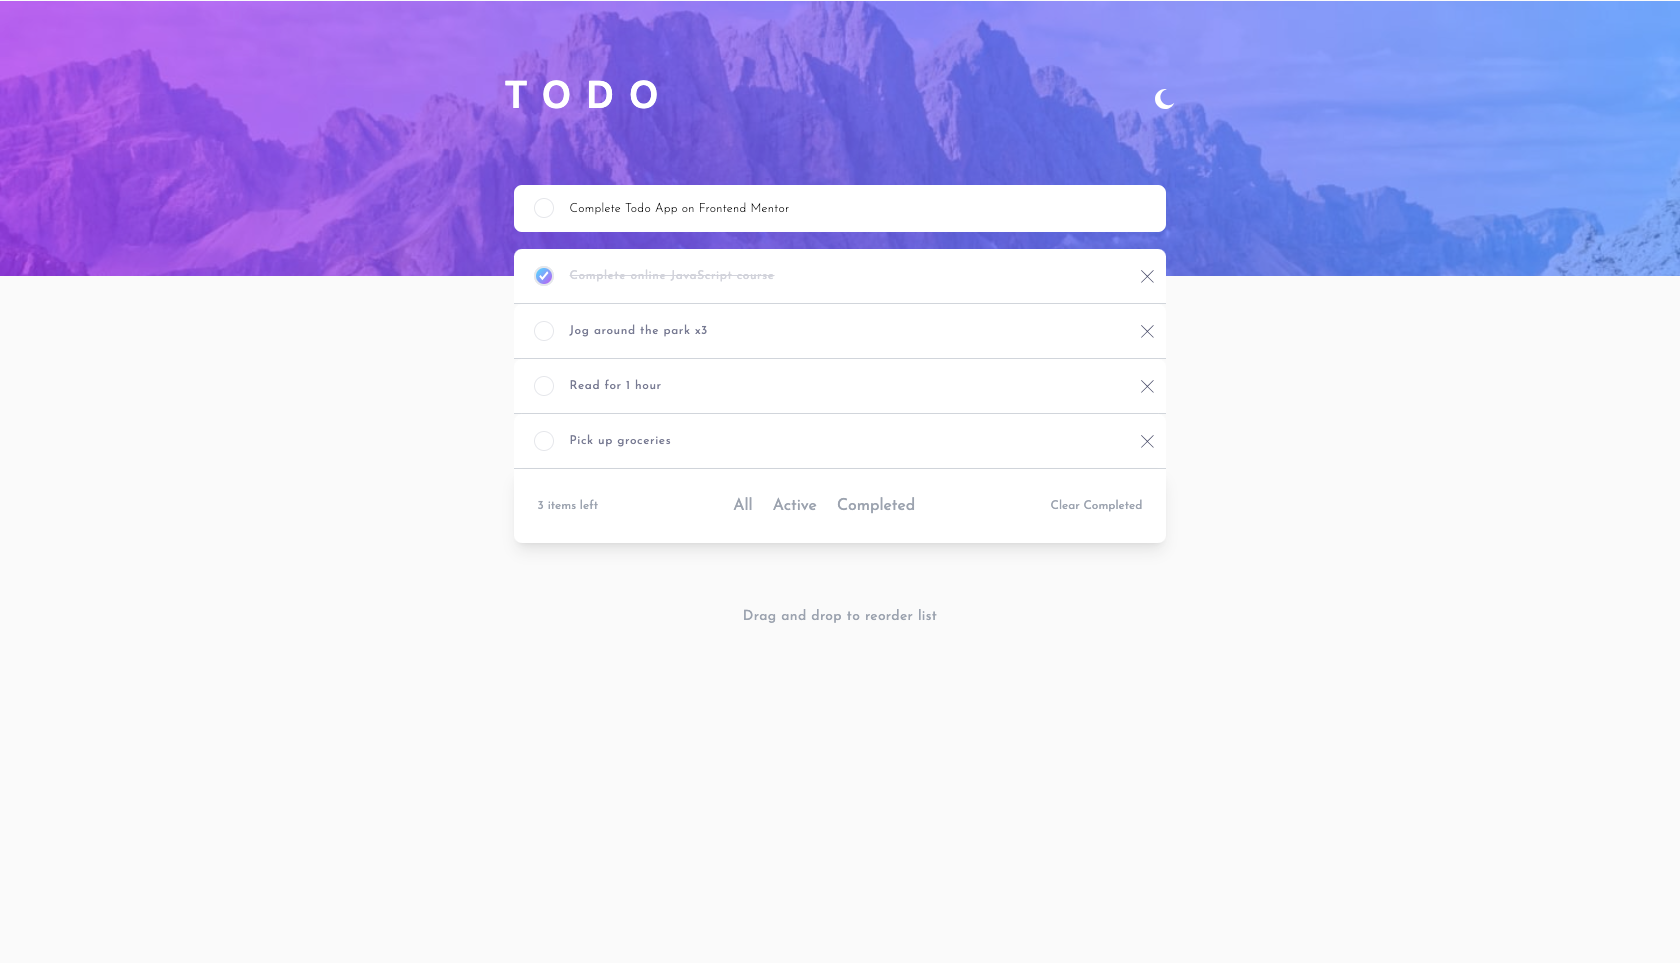 TODO
Complete Todo App on Frontend Mentor
Complete online JavaScript course
Jog around the park x3
Read for 1 hour
Pick up groceries
3 items left All Active Completed Clear Completed
Drag and drop to reorder list